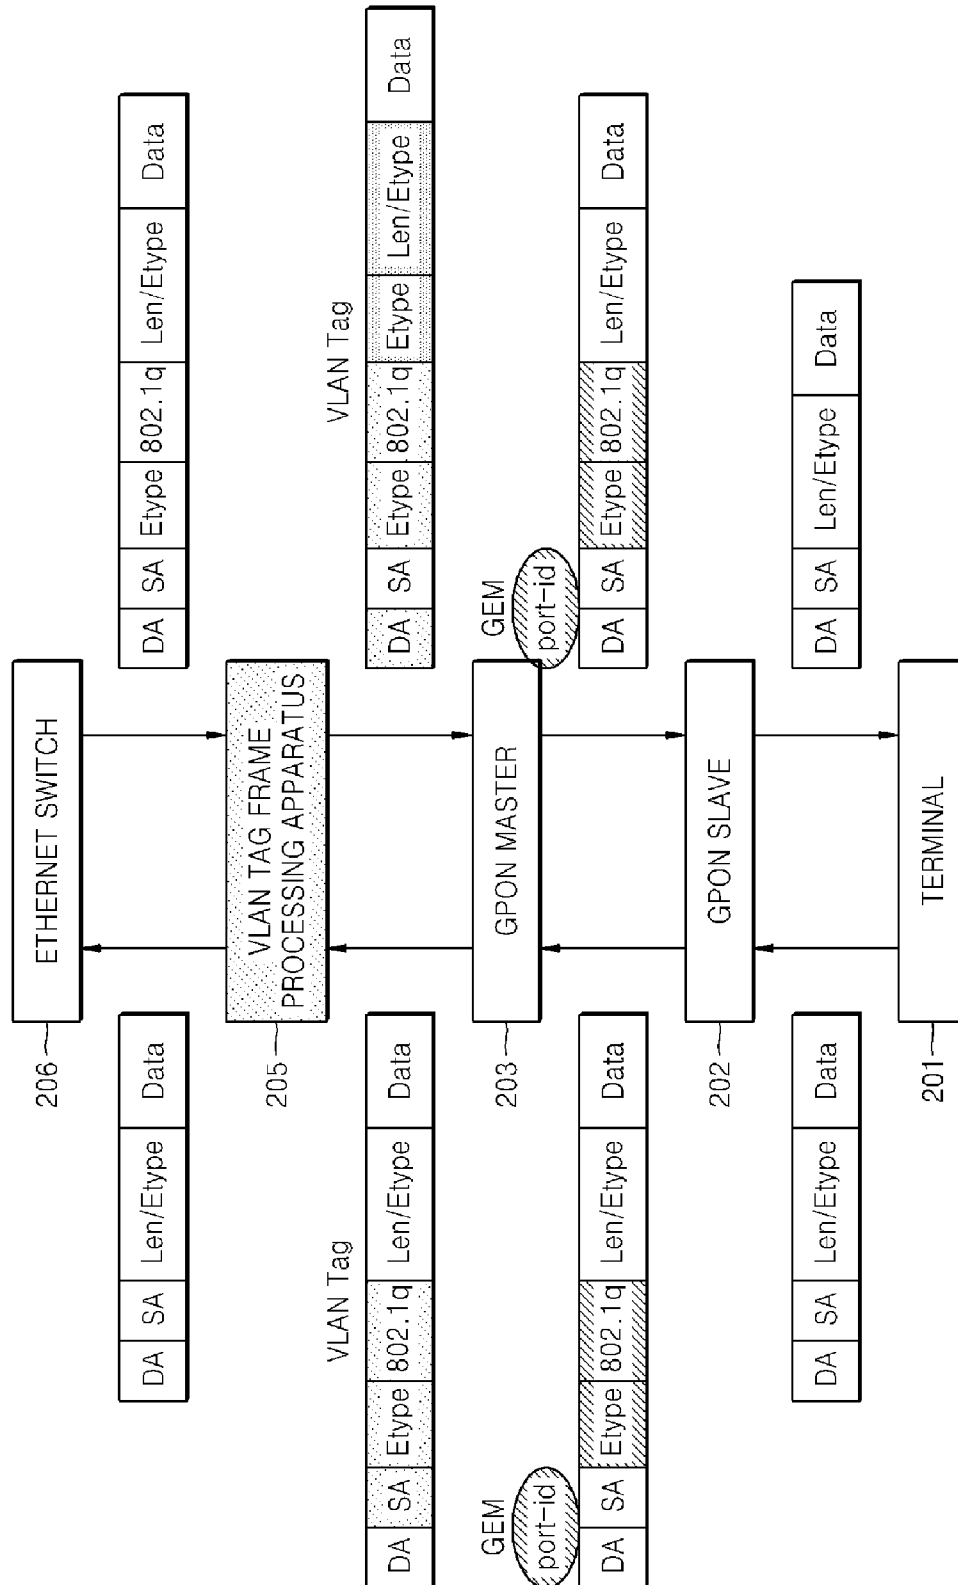 206
ETHERNET SWITCH
DA SA Len/Etype Data
DA SA Etype 802.1q Len/Etype Data
205
VLAN TAG FRAME
PROCESSING APPARATUS
VLAN Tag
DA SA Etype 802.1q Len/Etype Data
VLAN Tag
DA SA Etype 802.1q Etype Len/Etype Data
203
GPON MASTER
GEM
port-id
DA SA Etype 802.1q Len/Etype Data
GEM
port-id
DA SA Etype 802.1q Len/Etype Data
202
GPON SLAVE
DA SA Len/Etype Data
DA SA Len/Etype Data
201
TERMINAL